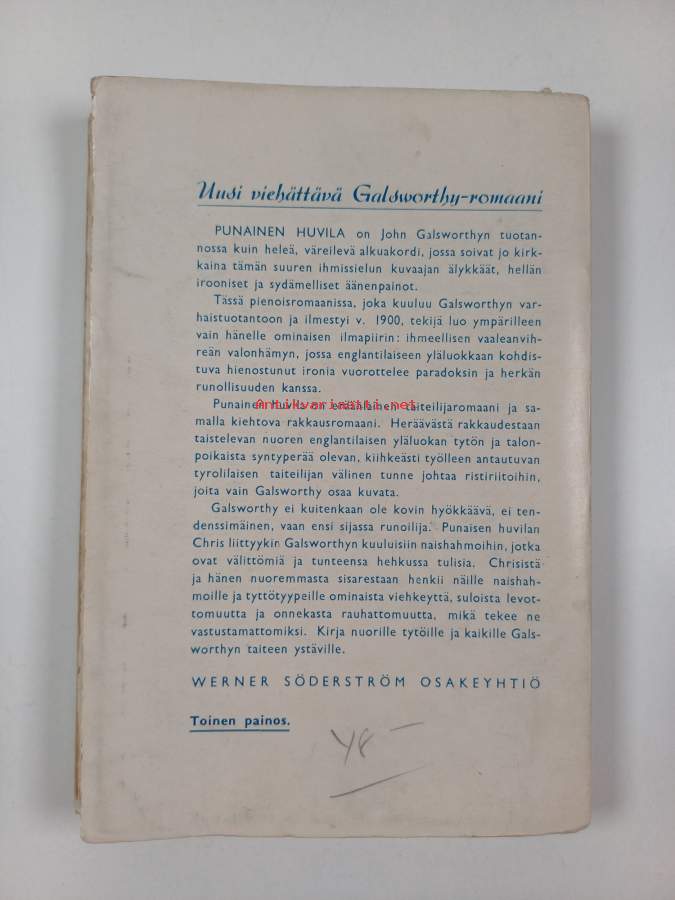 Uusi viehättävä Galsworthy-romaani
PUNAINEN HUVILA on John Galsworthyn tuotan-
nossa kuin heleä, väreilevä alkuakordi, jossa soivat jo kirk-
kaina tämän suuren ihmissielun kuvaajan älykkäät, hellän
irooniset ja sydämelliset äänenpainot.
Tässä pienoisromaanissa, joka kuuluu Galsworthyn var-
haistuotantoon ja ilmestyi v. 1900, tekijä luo ympärilleen
vain hänelle ominaisen ilmapiirin: ihmeellisen vaaleanvih-
reän valonhämyn, jossa englantilaiseen yläluokkaan kohdis-
tuva hienostunut ironia vuorottelee paradoksin ja herkän
runollisuuden kanssa.
Punainen Huvila on eräänlainen taiteilijaromaani ja sa-
Antikvariaatti.net
malla kiehtova rakkausromaani. Heräävästä rakkaudestaan
taistelevan nuoren englantilaisen yläluokan tytön ja talon-
poikaista syntyperää olevan, kiihkeästi työlleen antautuvan
tyrolilaisen taiteilijan välinen tunne johtaa ristiriitoihin,
joita vain Galsworthy osaa kuvata.
Galsworthy ei kuitenkaan ole kovin hyökkäävä, ei ten-
denssimäinen, vaan ensi sijassa runoilija. Punaisen huvilan
Chris liittyykin Galsworthyn kuuluisiin naishahmoihin, jotka
ovat välittömiä ja tunteensa hehkussa tulisia. Chrisistä
ja hänen nuoremmasta sisarestaan henkii näille naishah-
moille ja tyttötyypeille ominaista viehkeyttä, suloista levot-
tomuutta ja onnekasta rauhattomuutta, mikä tekee ne
vastustamattomiksi. Kirja nuorille tytöille ja kaikille Gals-
worthyn taiteen ystäville.
WERNER SÖDERSTRÖM OSAKEYHTIÖ
Toinen painos.